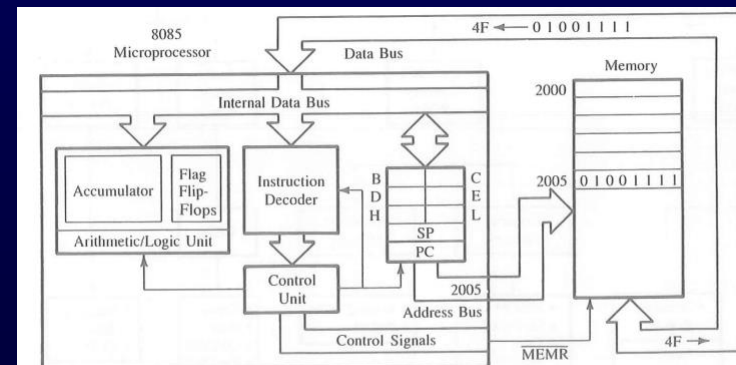 8085
Microprocessor
4F ← 0 1 0 0 1 1 1 1
Data Bus
Memory
Internal Data Bus
2000
Accumulator
Flag
Flip-
Flops
Arithmetic/Logic Unit
Instruction
Decoder
B C
D E
H L
SP
PC
2005 0 1 0 0 1 1 1 1
Control
Unit
2005
Address Bus
Control Signals
MEMR
4F →